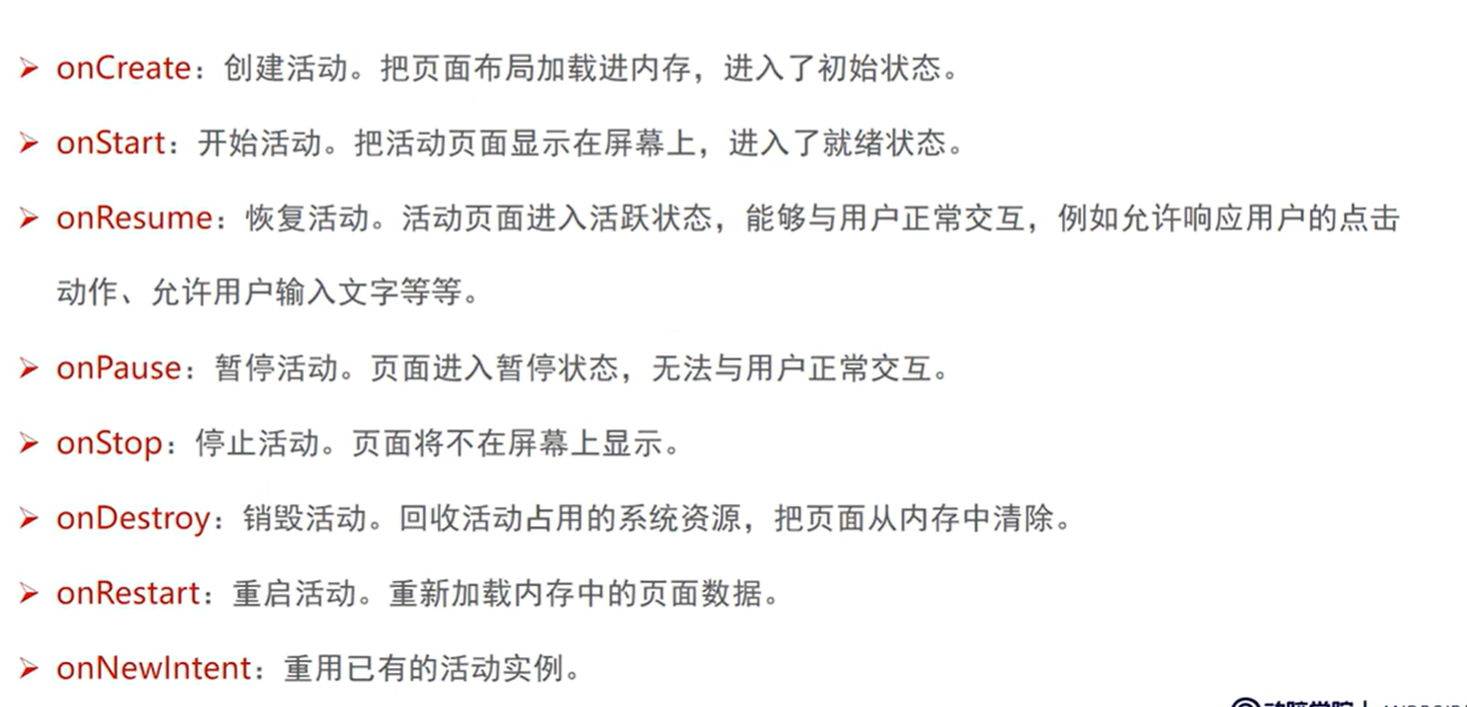 onCreate：创建活动。把页面布局加载进内存，进入了初始状态。
onStart：开始活动。把活动页面显示在屏幕上，进入了就绪状态。
onResume：恢复活动。活动页面进入活跃状态，能够与用户正常交互，例如允许响应用户的点击
动作、允许用户输入文字等等。
onPause：暂停活动。页面进入暂停状态，无法与用户正常交互。
onStop：停止活动。页面将不在屏幕上显示。
onDestroy：销毁活动。回收活动占用的系统资源，把页面从内存中清除。
onRestart：重启活动。重新加载内存中的页面数据。
onNewIntent：重用已有的活动实例。